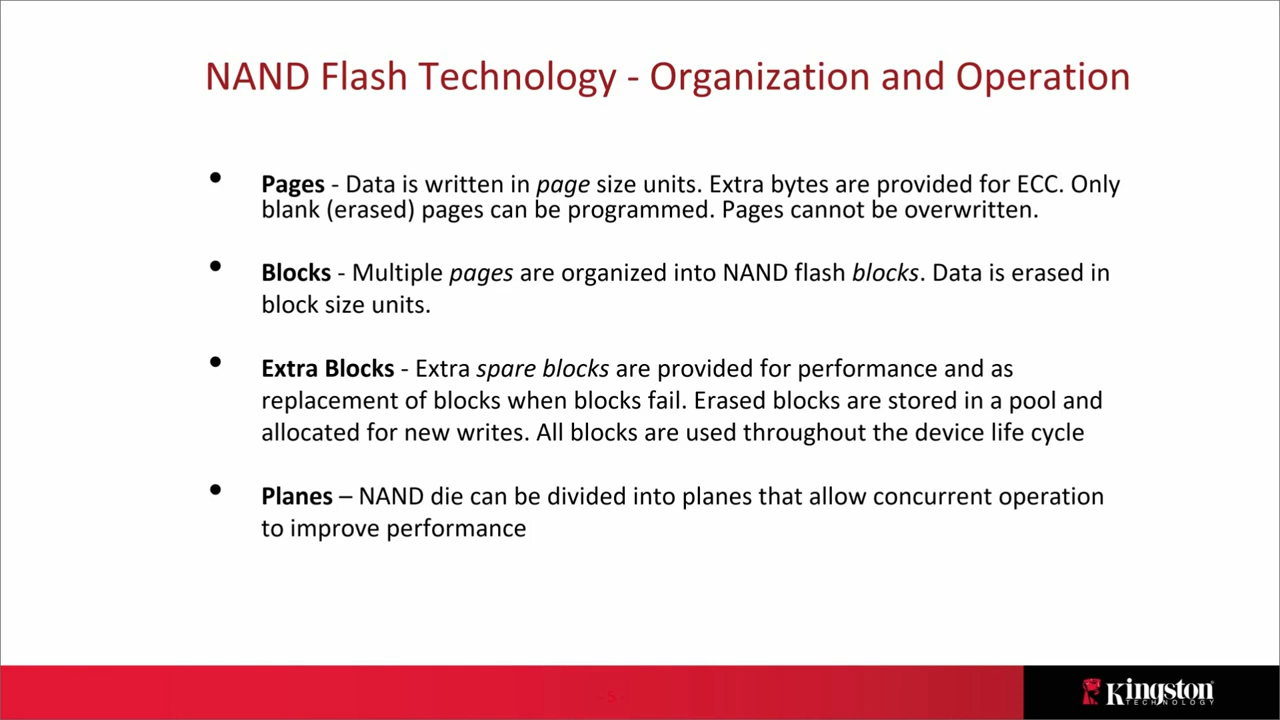 NAND Flash Technology - Organization and Operation
• Pages - Data is written in page size units. Extra bytes are provided for ECC. Only
blank (erased) pages can be programmed. Pages cannot be overwritten.
• Blocks - Multiple pages are organized into NAND flash blocks. Data is erased in
block size units.
• Extra Blocks - Extra spare blocks are provided for performance and as
replacement of blocks when blocks fail. Erased blocks are stored in a pool and
allocated for new writes. All blocks are used throughout the device life cycle
• Planes – NAND die can be divided into planes that allow concurrent operation
to improve performance
- 5 -
Kingston
TECHNOLOGY